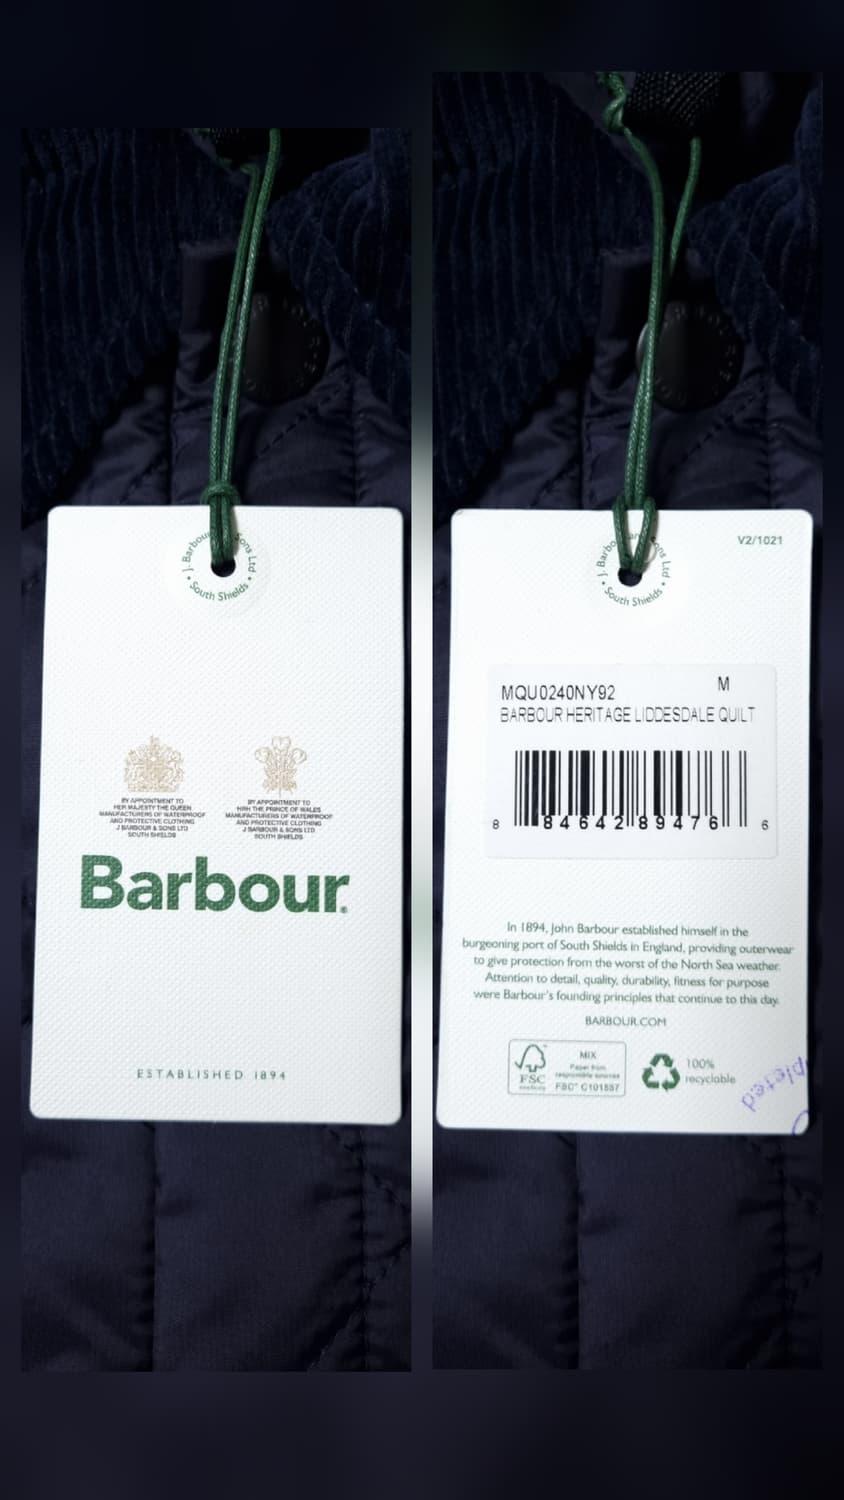 J. Barbour Sons Ltd • South Shields •
BY APPOINTMENT TO
HER MAJESTY THE QUEEN
MANUFACTURERS OF WATERPROOF
AND PROTECTIVE CLOTHING
J BARBOUR & SONS LTD
SOUTH SHIELDS
BY APPOINTMENT TO
HRH THE PRINCE OF WALES
MANUFACTURERS OF WATERPROOF
AND PROTECTIVE CLOTHING
J BARBOUR & SONS LTD
SOUTH SHIELDS
Barbour®
ESTABLISHED 1894
J. Barbour and Sons Ltd • South Shields •
V2/1021
MQU0240NY92 M
BARBOUR HERITAGE LIDDESDALE QUILT
8 84642 89476 6
In 1894, John Barbour established himself in the
burgeoning port of South Shields in England, providing outerwear
to give protection from the worst of the North Sea weather.
Attention to detail, quality, durability, fitness for purpose
were Barbour's founding principles that continue to this day.
BARBOUR.COM
FSC
MIX
Paper from
responsible sources
FSC® C101537
100%
recyclable
pleted